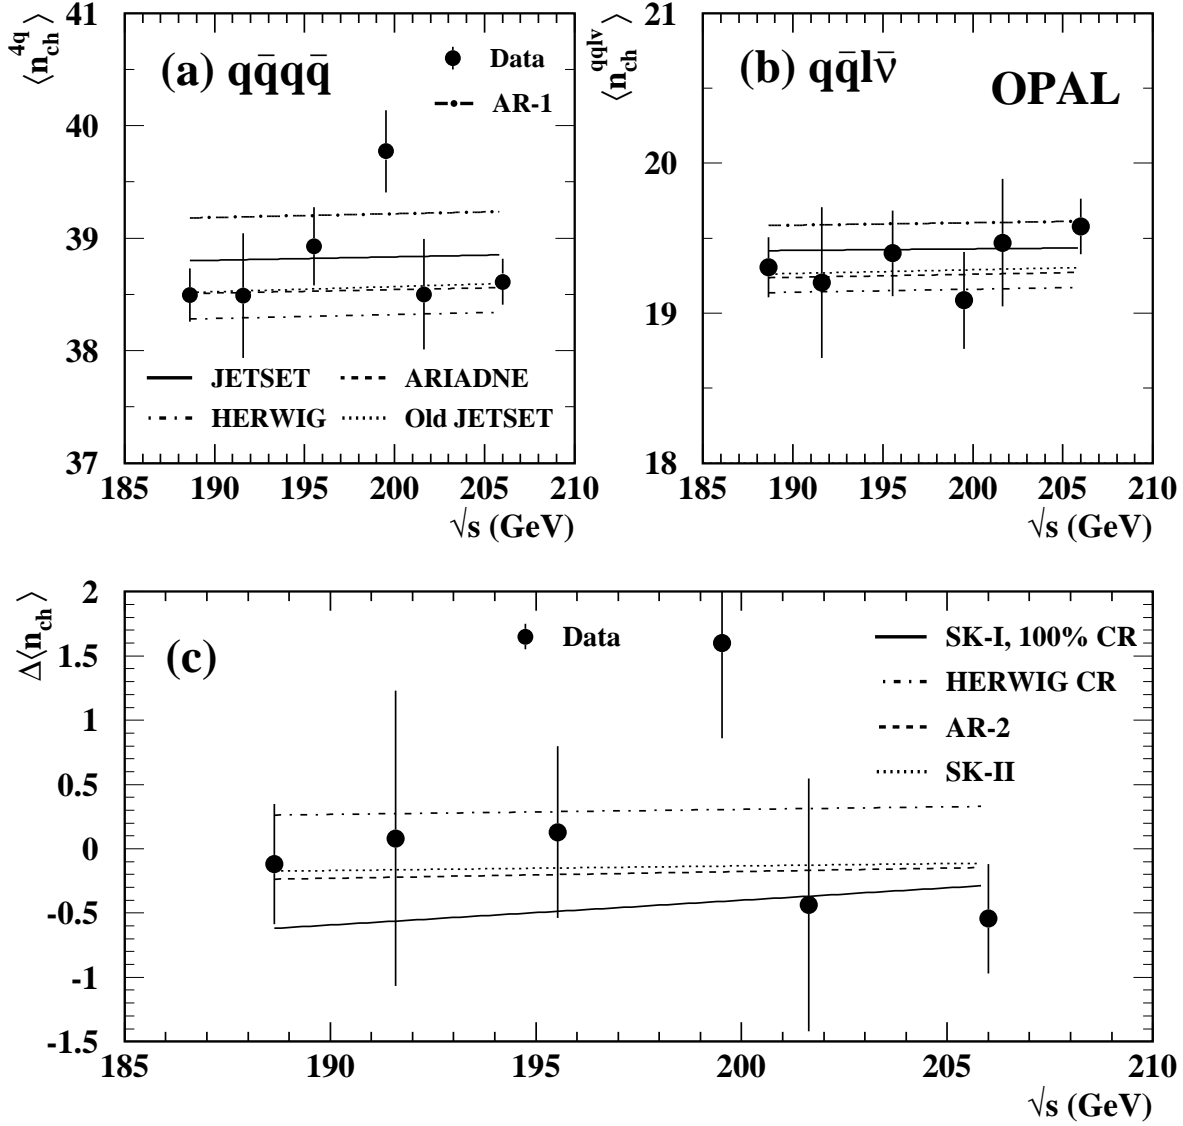 ⟨n_ch^4q⟩
41
40
39
38
37
(a) qq̄qq̄
Data
AR-1
JETSET
ARIADNE
HERWIG
Old JETSET
185 190 195 200 205 210
√s (GeV)
⟨n_ch^qqlν⟩
21
20
19
18
(b) qq̄lν̄
OPAL
185 190 195 200 205 210
√s (GeV)
Δ⟨n_ch⟩
2
1.5
1
0.5
0
-0.5
-1
-1.5
(c)
Data
SK-I, 100% CR
HERWIG CR
AR-2
SK-II
185 190 195 200 205 210
√s (GeV)